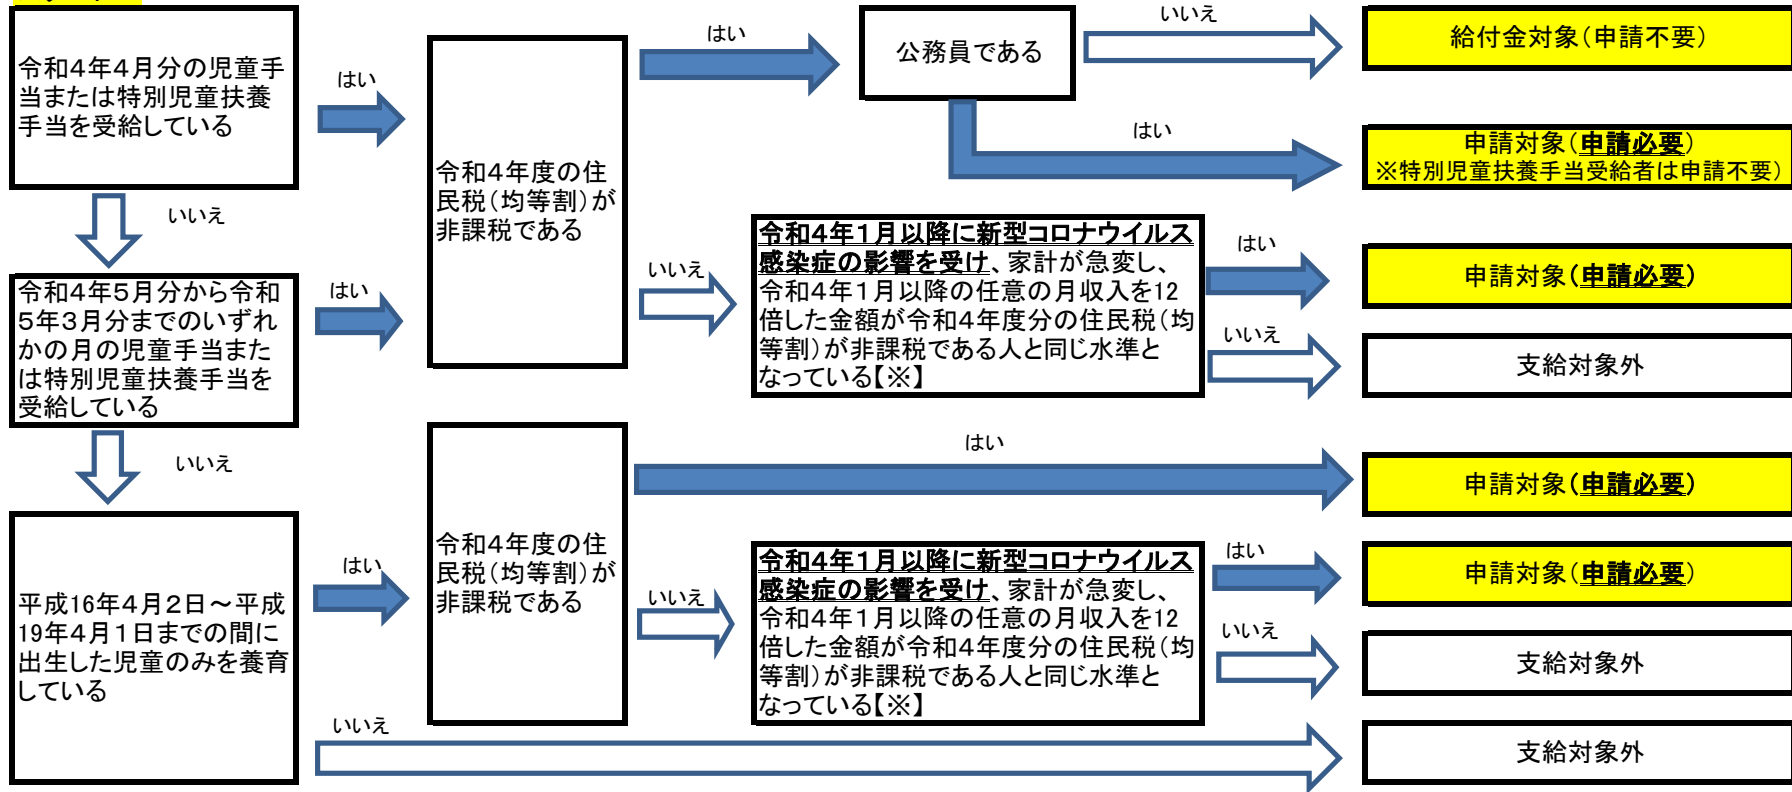 令和４年４月分の児童手
当または特別児童扶養
手当を受給している
はい
いいえ
令和４年５月分から令和
５年３月分までのいずれ
かの月の児童手当また
は特別児童扶養手当を
受給している
はい
いいえ
平成16年４月２日～平成
19年４月１日までの間に
出生した児童のみを養育
している
はい
いいえ
令和４年度の住
民税（均等割）が
非課税である
はい
いいえ
公務員である
いいえ
はい
給付金対象（申請不要）
申請対象（申請必要）
※特別児童扶養手当受給者は申請不要）
令和４年１月以降に新型コロナウイルス
感染症の影響を受け、家計が急変し、
令和４年１月以降の任意の月収入を12
倍した金額が令和４年度分の住民税（均
等割）が非課税である人と同じ水準と
なっている【※】
はい
いいえ
申請対象（申請必要）
支給対象外
令和４年度の住
民税（均等割）が
非課税である
はい
いいえ
申請対象（申請必要）
令和４年１月以降に新型コロナウイルス
感染症の影響を受け、家計が急変し、
令和４年１月以降の任意の月収入を12
倍した金額が令和４年度分の住民税（均
等割）が非課税である人と同じ水準と
なっている【※】
はい
いいえ
申請対象（申請必要）
支給対象外
支給対象外